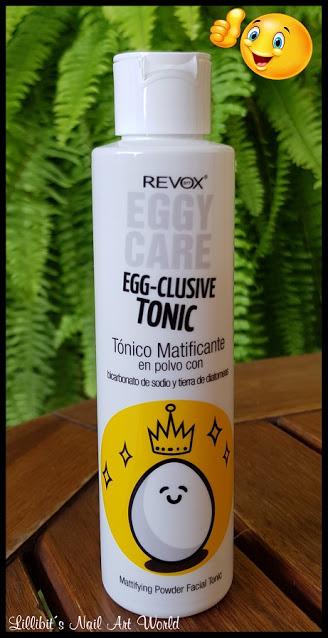 REVOX
EGGY
CARE
EGG-CLUSIVE
TONIC
Tónico Matificante
en polvo con
bicarbonato de sodio y tierra de diatomeas
Mattifying Powder Facial Tonic
Lillibit´s Nail Art World